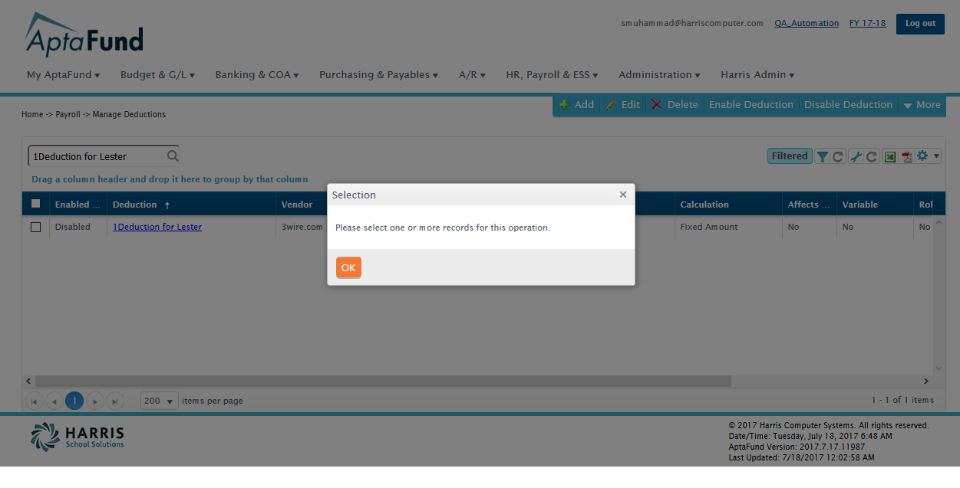 smuhammad@harriscomputer.com QA_Automation FY 17-18 Log out
AptaFund
My AptaFund Budget & G/L Banking & COA Purchasing & Payables A/R HR, Payroll & ESS Administration Harris Admin
Add Edit Delete Enable Deduction Disable Deduction More
Home -> Payroll -> Manage Deductions
1Deduction for Lester Filtered
Drag a column header and drop it here to group by that column
Selection
Enabled ... Deduction ↑ Vendor Calculation Affects ... Variable Rol
Disabled 1Deduction for Lester 3wire.com Fixed Amount No No No
Please select one or more records for this operation.
OK
1 200 items per page 1 - 1 of 1 items
HARRIS
School Solutions
© 2017 Harris Computer Systems. All rights reserved.
Date/Time: Tuesday, July 18, 2017 6:48 AM
AptaFund Version: 2017.7.17.11987
Last Updated: 7/18/2017 12:02:58 AM